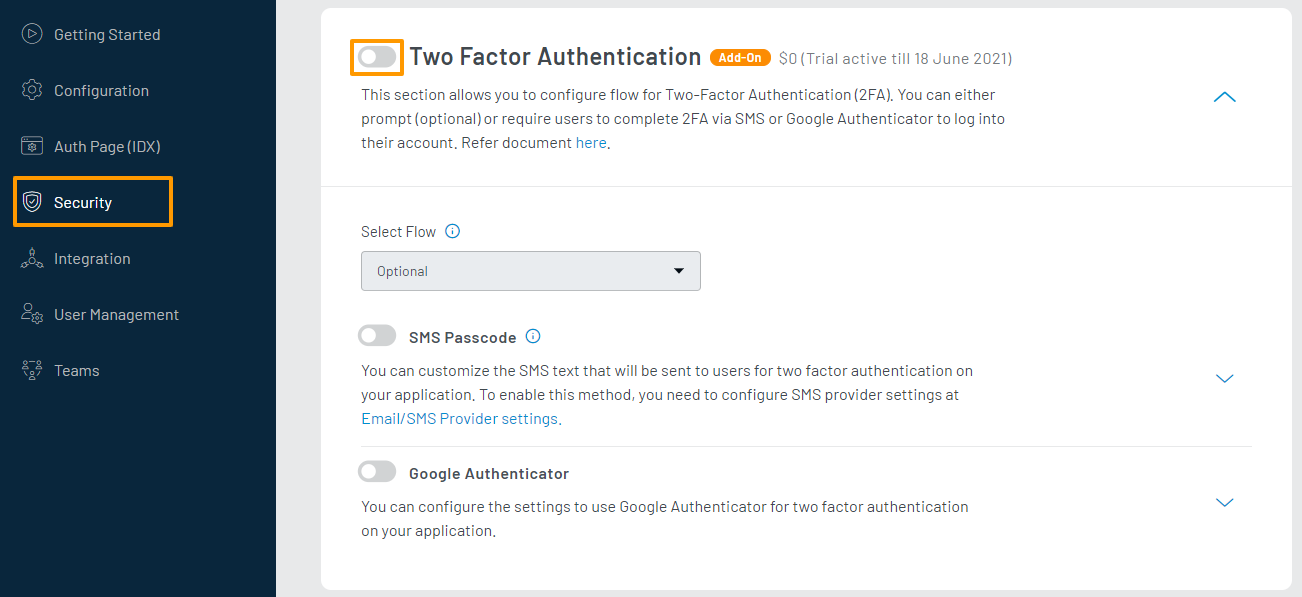 Getting Started
Configuration
Auth Page (IDX)
Security
Integration
User Management
Teams
Two Factor Authentication Add-On $0 (Trial active till 18 June 2021)
This section allows you to configure flow for Two-Factor Authentication (2FA). You can either
prompt (optional) or require users to complete 2FA via SMS or Google Authenticator to log into
their account. Refer document here.
Select Flow
Optional
SMS Passcode
You can customize the SMS text that will be sent to users for two factor authentication on
your application. To enable this method, you need to configure SMS provider settings at
Email/SMS Provider settings.
Google Authenticator
You can configure the settings to use Google Authenticator for two factor authentication
on your application.